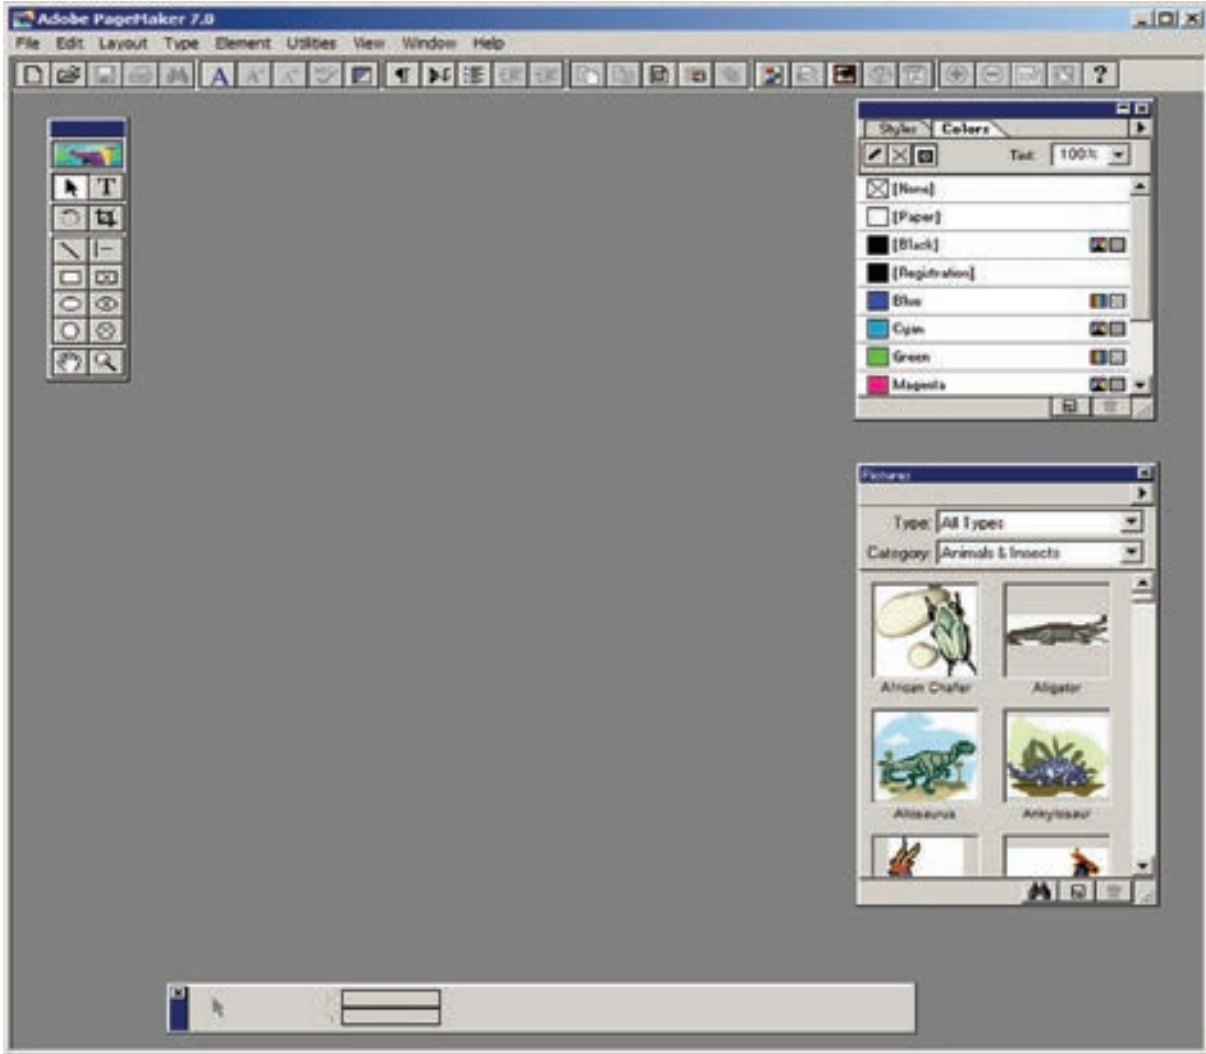 Adobe PageMaker 7.0
File Edit Layout Type Element Utilities View Window Help
A
T
?
Styles Colors
Tint: 100%
[None]
[Paper]
[Black]
[Registration]
Blue
Cyan
Green
Magenta
Pictures
Type: All Types
Category: Animals & Insects
African Chafer Aligator
Allosaurus Ankylosaur